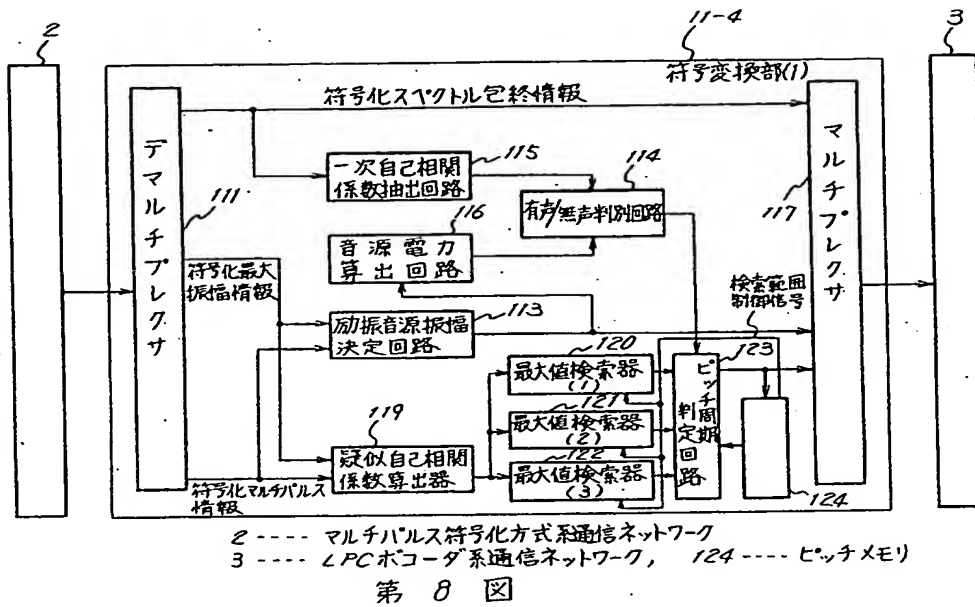 2
11-4
3
符号変換部(1)
符号化スペクトル包絡情報
デマルチプレクサ
111
一次自己相関
係数抽出回路
115
114
有声/無声判別回路
116
音源電力
算出回路
マルチプレクサ
117
符号化最大
振幅情報
検索範囲
制御信号
励振音源振幅
決定回路
113
120
最大値検索器
(1)
123
ピッチ周期
判定回路
121
最大値検索器
(2)
119
疑似自己相関
係数算出器
122
最大値検索器
(3)
符号化マルチパルス
情報
124
2 ---- マルチパルス符号化方式系通信ネットワーク
3 ---- LPCボコーダ系通信ネットワーク, 124 ---- ピッチメモリ
第 8 図